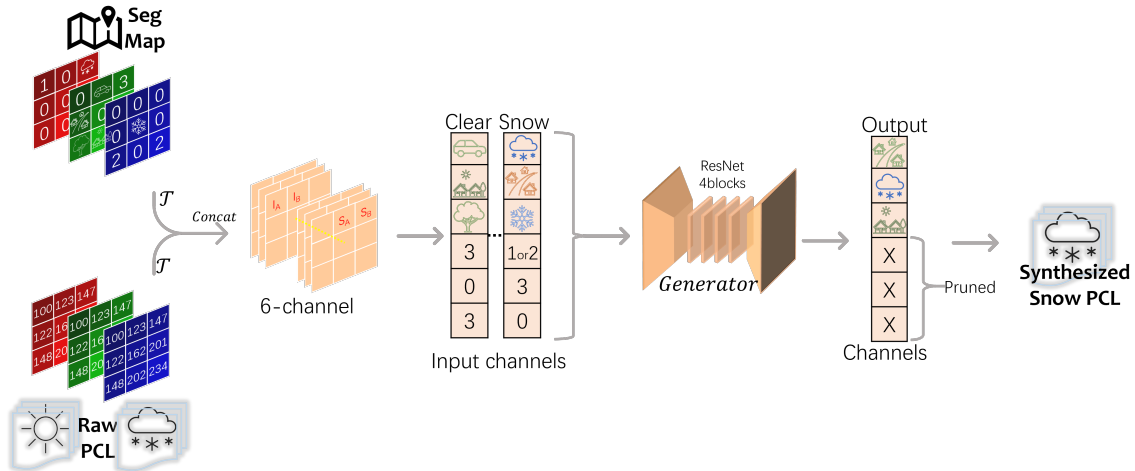 Seg
Map
1 0
0 0
0 0
0 3
0
0 0 0
0 0
2 0 2
𝒯
Concat
𝒯
I_A I_B
S_A S_B
6-channel
100 123 147
122 16
148 20
100 123 147
122 16
148 20
100 123 147
122 162 201
148 202 234
Raw
PCL
Clear Snow
3 1or2
0 3
3 0
Input channels
ResNet
4blocks
Generator
Output
X
X
X
Channels
Pruned
Synthesized
Snow PCL